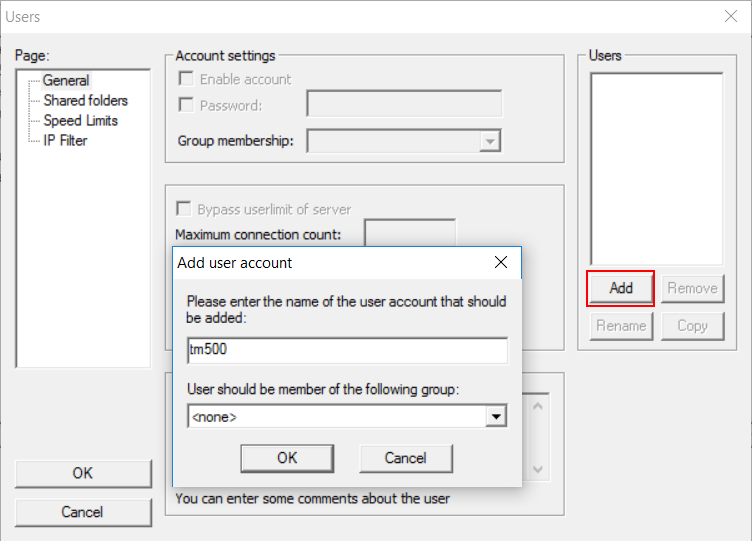 Users
Page:
General
Shared folders
Speed Limits
IP Filter
OK
Cancel
Account settings
Enable account
Password:
Group membership:
Bypass userlimit of server
Maximum connection count:
Add user account
Please enter the name of the user account that should
be added:
tm500
User should be member of the following group:
<none>
OK
Cancel
You can enter some comments about the user
Users
Add
Remove
Rename
Copy